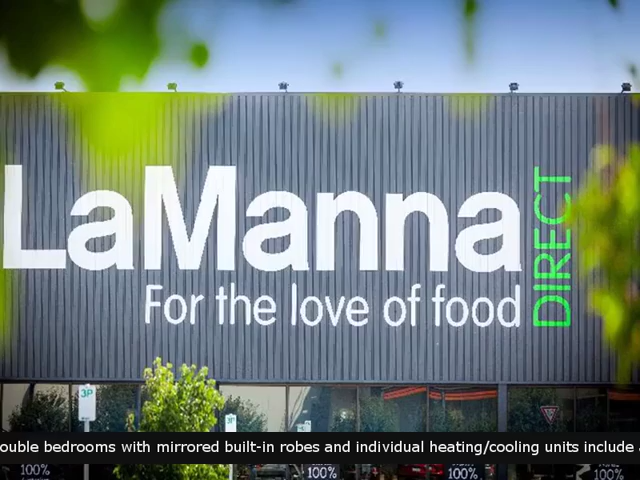 LaManna
DIRECT
For the love of food
3P
ouble bedrooms with mirrored built-in robes and individual heating/cooling units include
100%
100%
100%
100%